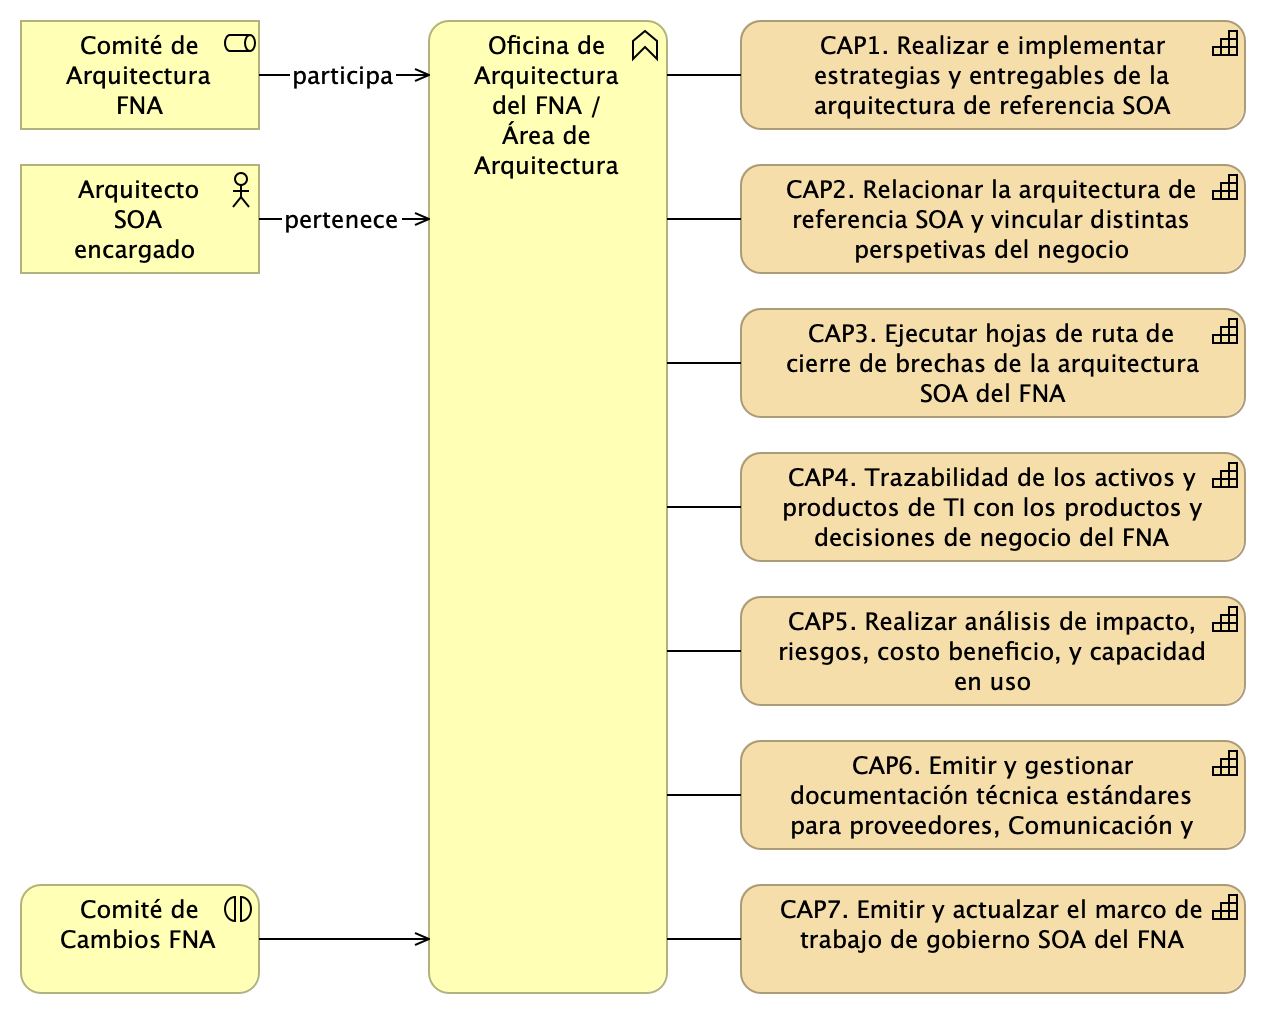 Comité de
Arquitectura
FNA
participa
Arquitecto
SOA
encargado
pertenece
Comité de
Cambios FNA
Oficina de
Arquitectura
del FNA /
Área de
Arquitectura
CAP1. Realizar e implementar
estrategias y entregables de la
arquitectura de referencia SOA
CAP2. Relacionar la arquitectura de
referencia SOA y vincular distintas
perspetivas del negocio
CAP3. Ejecutar hojas de ruta de
cierre de brechas de la arquitectura
SOA del FNA
CAP4. Trazabilidad de los activos y
productos de TI con los productos y
decisiones de negocio del FNA
CAP5. Realizar análisis de impacto,
riesgos, costo beneficio, y capacidad
en uso
CAP6. Emitir y gestionar
documentación técnica estándares
para proveedores, Comunicación y
CAP7. Emitir y actualzar el marco de
trabajo de gobierno SOA del FNA